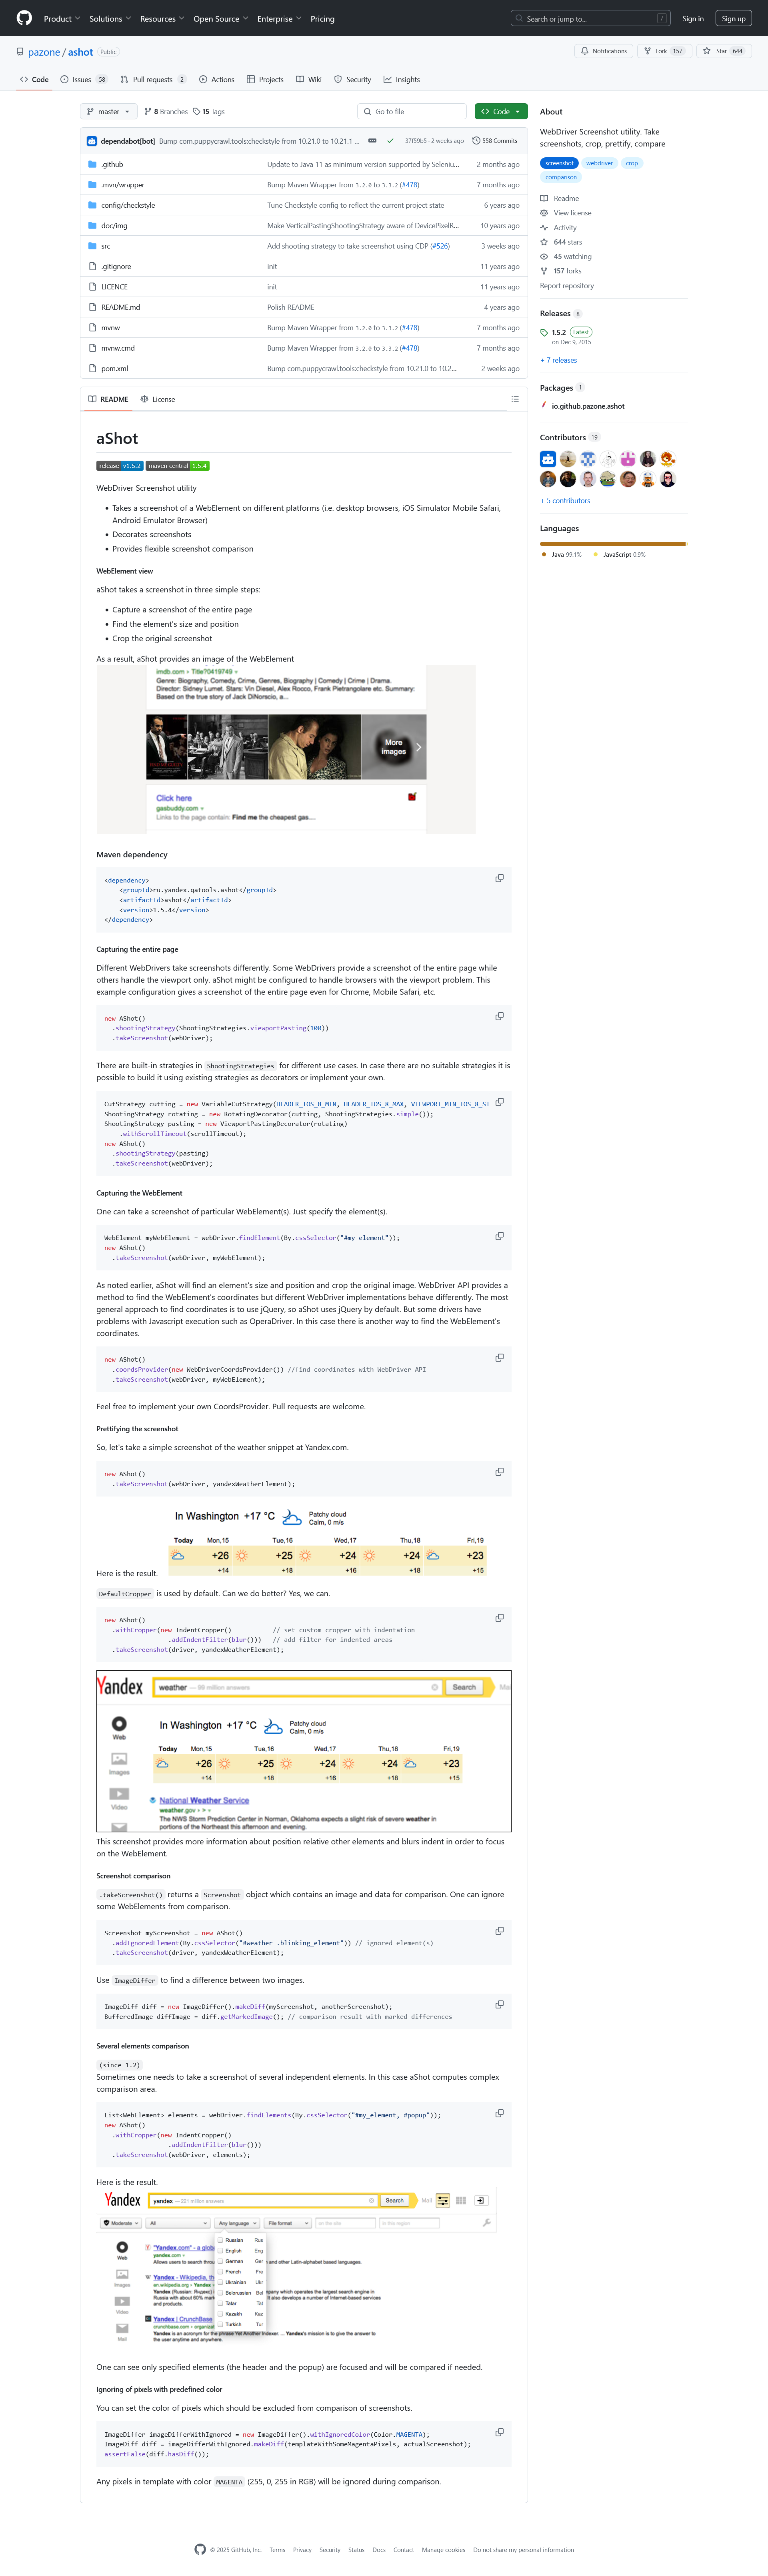 Product
Solutions
Resources
Open Source
Enterprise
Pricing
Search or jump to...
/
Sign in
Sign up
pazone / ashot
Public
Notifications
Fork 157
Star 644
Code
Issues 58
Pull requests 2
Actions
Projects
Wiki
Security
Insights
master
8 Branches
15 Tags
Go to file
Code
dependabot[bot] Bump com.puppycrawl.tools:checkstyle from 10.21.0 to 10.21.1 ... 37f59b5 · 2 weeks ago 558 Commits
.github Update to Java 11 as minimum version supported by Seleniu... 2 months ago
.mvn/wrapper Bump Maven Wrapper from 3.2.0 to 3.3.2 (#478) 7 months ago
config/checkstyle Tune Checkstyle config to reflect the current project state 6 years ago
doc/img Make VerticalPastingShootingStrategy aware of DevicePixelR... 10 years ago
src Add shooting strategy to take screenshot using CDP (#526) 3 weeks ago
.gitignore init 11 years ago
LICENCE init 11 years ago
README.md Polish README 4 years ago
mvnw Bump Maven Wrapper from 3.2.0 to 3.3.2 (#478) 7 months ago
mvnw.cmd Bump Maven Wrapper from 3.2.0 to 3.3.2 (#478) 7 months ago
pom.xml Bump com.puppycrawl.tools:checkstyle from 10.21.0 to 10.2... 2 weeks ago
README
License
aShot
release v1.5.2 maven central 1.5.4
WebDriver Screenshot utility
• Takes a screenshot of a WebElement on different platforms (i.e. desktop browsers, iOS Simulator Mobile Safari,
Android Emulator Browser)
• Decorates screenshots
• Provides flexible screenshot comparison
WebElement view
aShot takes a screenshot in three simple steps:
• Capture a screenshot of the entire page
• Find the element's size and position
• Crop the original screenshot
As a result, aShot provides an image of the WebElement
imdb.com › Title?0419749
Genre: Biography, Comedy, Crime, Genres, Biography | Comedy | Crime | Drama.
Director: Sidney Lumet. Stars: Vin Diesel, Alex Rocco, Frank Pietrangolare etc. Summary:
Based on the true story of Jack DiNorscio, a...
More
images
Click here
gasbuddy.com
Links to the page contain: Find me the cheapest gas....
Maven dependency
<dependency>
<groupId>ru.yandex.qatools.ashot</groupId>
<artifactId>ashot</artifactId>
<version>1.5.4</version>
</dependency>
Capturing the entire page
Different WebDrivers take screenshots differently. Some WebDrivers provide a screenshot of the entire page while
others handle the viewport only. aShot might be configured to handle browsers with the viewport problem. This
example configuration gives a screenshot of the entire page even for Chrome, Mobile Safari, etc.
new AShot()
.shootingStrategy(ShootingStrategies.viewportPasting(100))
.takeScreenshot(webDriver);
There are built-in strategies in ShootingStrategies for different use cases. In case there are no suitable strategies it is
possible to build it using existing strategies as decorators or implement your own.
CutStrategy cutting = new VariableCutStrategy(HEADER_IOS_8_MIN, HEADER_IOS_8_MAX, VIEWPORT_MIN_IOS_8_SI
ShootingStrategy rotating = new RotatingDecorator(cutting, ShootingStrategies.simple());
ShootingStrategy pasting = new ViewportPastingDecorator(rotating)
.withScrollTimeout(scrollTimeout);
new AShot()
.shootingStrategy(pasting)
.takeScreenshot(webDriver);
Capturing the WebElement
One can take a screenshot of particular WebElement(s). Just specify the element(s).
WebElement myWebElement = webDriver.findElement(By.cssSelector("#my_element"));
new AShot()
.takeScreenshot(webDriver, myWebElement);
As noted earlier, aShot will find an element's size and position and crop the original image. WebDriver API provides a
method to find the WebElement's coordinates but different WebDriver implementations behave differently. The most
general approach to find coordinates is to use jQuery, so aShot uses jQuery by default. But some drivers have
problems with Javascript execution such as OperaDriver. In this case there is another way to find the WebElement's
coordinates.
new AShot()
.coordsProvider(new WebDriverCoordsProvider()) //find coordinates with WebDriver API
.takeScreenshot(webDriver, myWebElement);
Feel free to implement your own CoordsProvider. Pull requests are welcome.
Prettifying the screenshot
So, let's take a simple screenshot of the weather snippet at Yandex.com.
new AShot()
.takeScreenshot(webDriver, yandexWeatherElement);
In Washington +17 °C
Patchy cloud
Calm, 0 m/s
Today Mon,15 Tue,16 Wed,17 Thu,18 Fri,19
+26 +25 +24 +24 +23
+14 +18 +16 +14 +15
Here is the result.
DefaultCropper is used by default. Can we do better? Yes, we can.
new AShot()
.withCropper(new IndentCropper() // set custom cropper with indentation
.addIndentFilter(blur())) // add filter for indented areas
.takeScreenshot(driver, yandexWeatherElement);
Yandex
weather — 99 million answers
Search
Mai
Web
Images
Video
Mail
In Washington +17 °C
Patchy cloud
Calm, 0 m/s
Today Mon,15 Tue,16 Wed,17 Thu,18 Fri,19
+26 +25 +24 +24 +23
+14 +18 +16 +14 +15
National Weather Service
weather.gov
The NWS Storm Prediction Center in Norman, Oklahoma expects a slight risk of severe weather in
portions of the Northeast this afternoon and evening.
This screenshot provides more information about position relative other elements and blurs indent in order to focus
on the WebElement.
Screenshot comparison
.takeScreenshot() returns a Screenshot object which contains an image and data for comparison. One can ignore
some WebElements from comparison.
Screenshot myScreenshot = new AShot()
.addIgnoredElement(By.cssSelector("#weather .blinking_element")) // ignored element(s)
.takeScreenshot(driver, yandexWeatherElement);
Use ImageDiffer to find a difference between two images.
ImageDiff diff = new ImageDiffer().makeDiff(myScreenshot, anotherScreenshot);
BufferedImage diffImage = diff.getMarkedImage(); // comparison result with marked differences
Several elements comparison
(since 1.2)
Sometimes one needs to take a screenshot of several independent elements. In this case aShot computes complex
comparison area.
List<WebElement> elements = webDriver.findElements(By.cssSelector("#my_element, #popup"));
new AShot()
.withCropper(new IndentCropper()
.addIndentFilter(blur()))
.takeScreenshot(webDriver, elements);
Here is the result.
Yandex
yandex — 221 million answers
Search
Mail
Moderate
All
Any language
File format
on the site
in this region
Russian Rus
English Eng
German Ger
French Fre
Ukrainian Ukr
Belorussian Bel
Tatar Tat
Kazakh Kaz
Turkish Tur
Web
Images
Video
Mail
One can see only specified elements (the header and the popup) are focused and will be compared if needed.
Ignoring of pixels with predefined color
You can set the color of pixels which should be excluded from comparison of screenshots.
ImageDiffer imageDifferWithIgnored = new ImageDiffer().withIgnoredColor(Color.MAGENTA);
ImageDiff diff = imageDifferWithIgnored.makeDiff(templateWithSomeMagentaPixels, actualScreenshot);
assertFalse(diff.hasDiff());
Any pixels in template with color MAGENTA (255, 0, 255 in RGB) will be ignored during comparison.
About
WebDriver Screenshot utility. Take
screenshots, crop, prettify, compare
screenshot webdriver crop
comparison
Readme
View license
Activity
644 stars
45 watching
157 forks
Report repository
Releases 8
1.5.2 Latest
on Dec 9, 2015
+ 7 releases
Packages 1
io.github.pazone.ashot
Contributors 19
+ 5 contributors
Languages
Java 99.1% JavaScript 0.9%
© 2025 GitHub, Inc.
Terms
Privacy
Security
Status
Docs
Contact
Manage cookies
Do not share my personal information